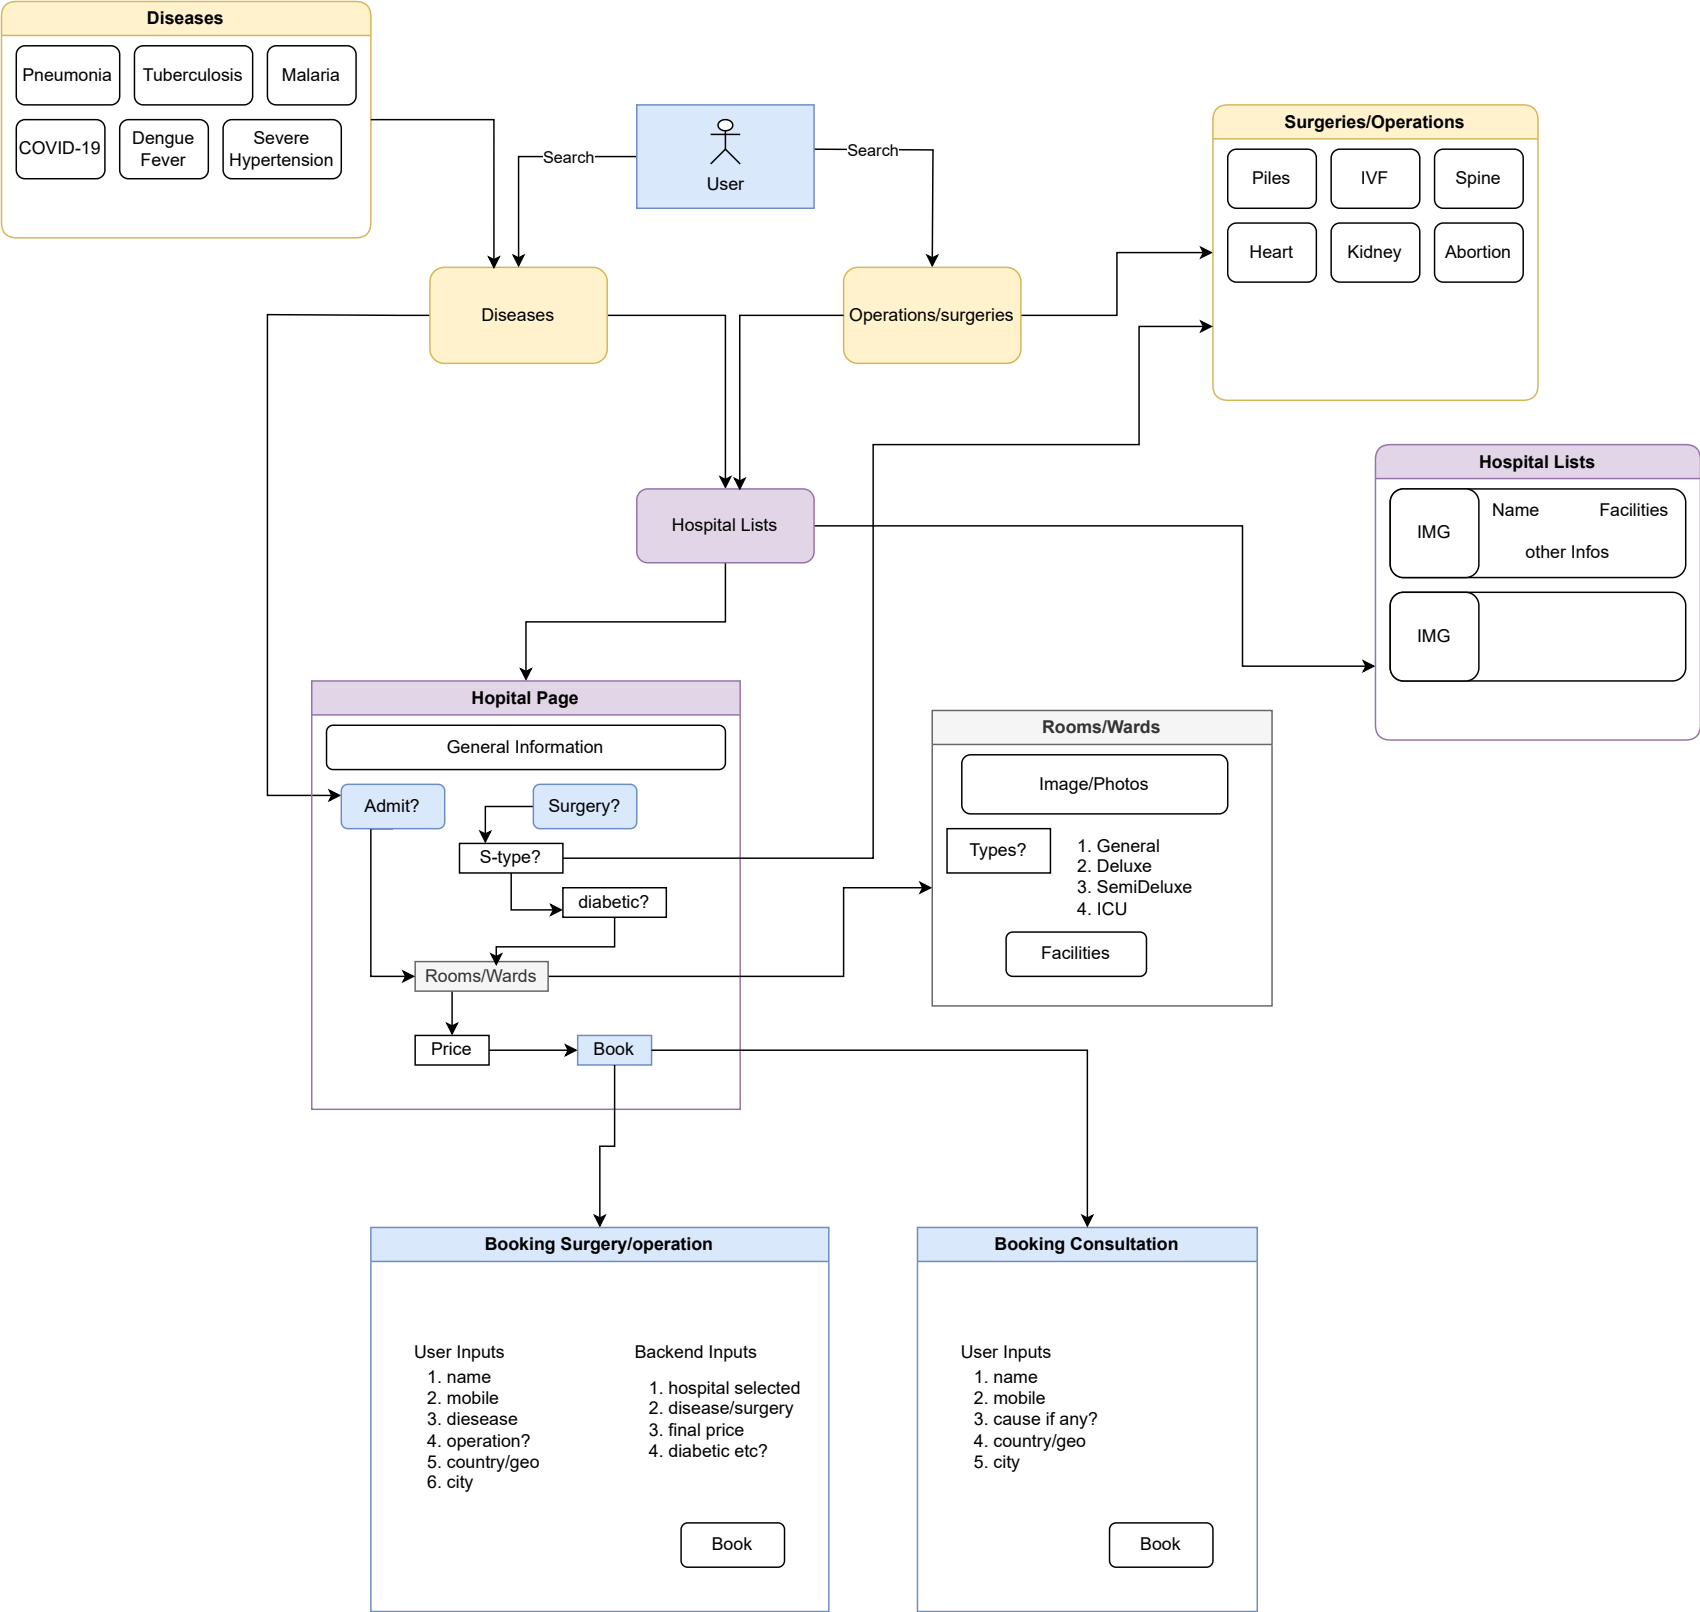 Diseases
Pneumonia
Tuberculosis
Malaria
COVID-19
Dengue
Fever
Severe
Hypertension
Search
User
Search
Surgeries/Operations
Piles
IVF
Spine
Heart
Kidney
Abortion
Diseases
Operations/surgeries
Hospital Lists
Hospital Lists
IMG
Name
Facilities
other Infos
IMG
Hopital Page
General Information
Admit?
Surgery?
S-type?
diabetic?
Rooms/Wards
Price
Book
Rooms/Wards
Image/Photos
Types?
1. General
2. Deluxe
3. SemiDeluxe
4. ICU
Facilities
Booking Surgery/operation
User Inputs
1. name
2. mobile
3. diesease
4. operation?
5. country/geo
6. city
Backend Inputs
1. hospital selected
2. disease/surgery
3. final price
4. diabetic etc?
Book
Booking Consultation
User Inputs
1. name
2. mobile
3. cause if any?
4. country/geo
5. city
Book